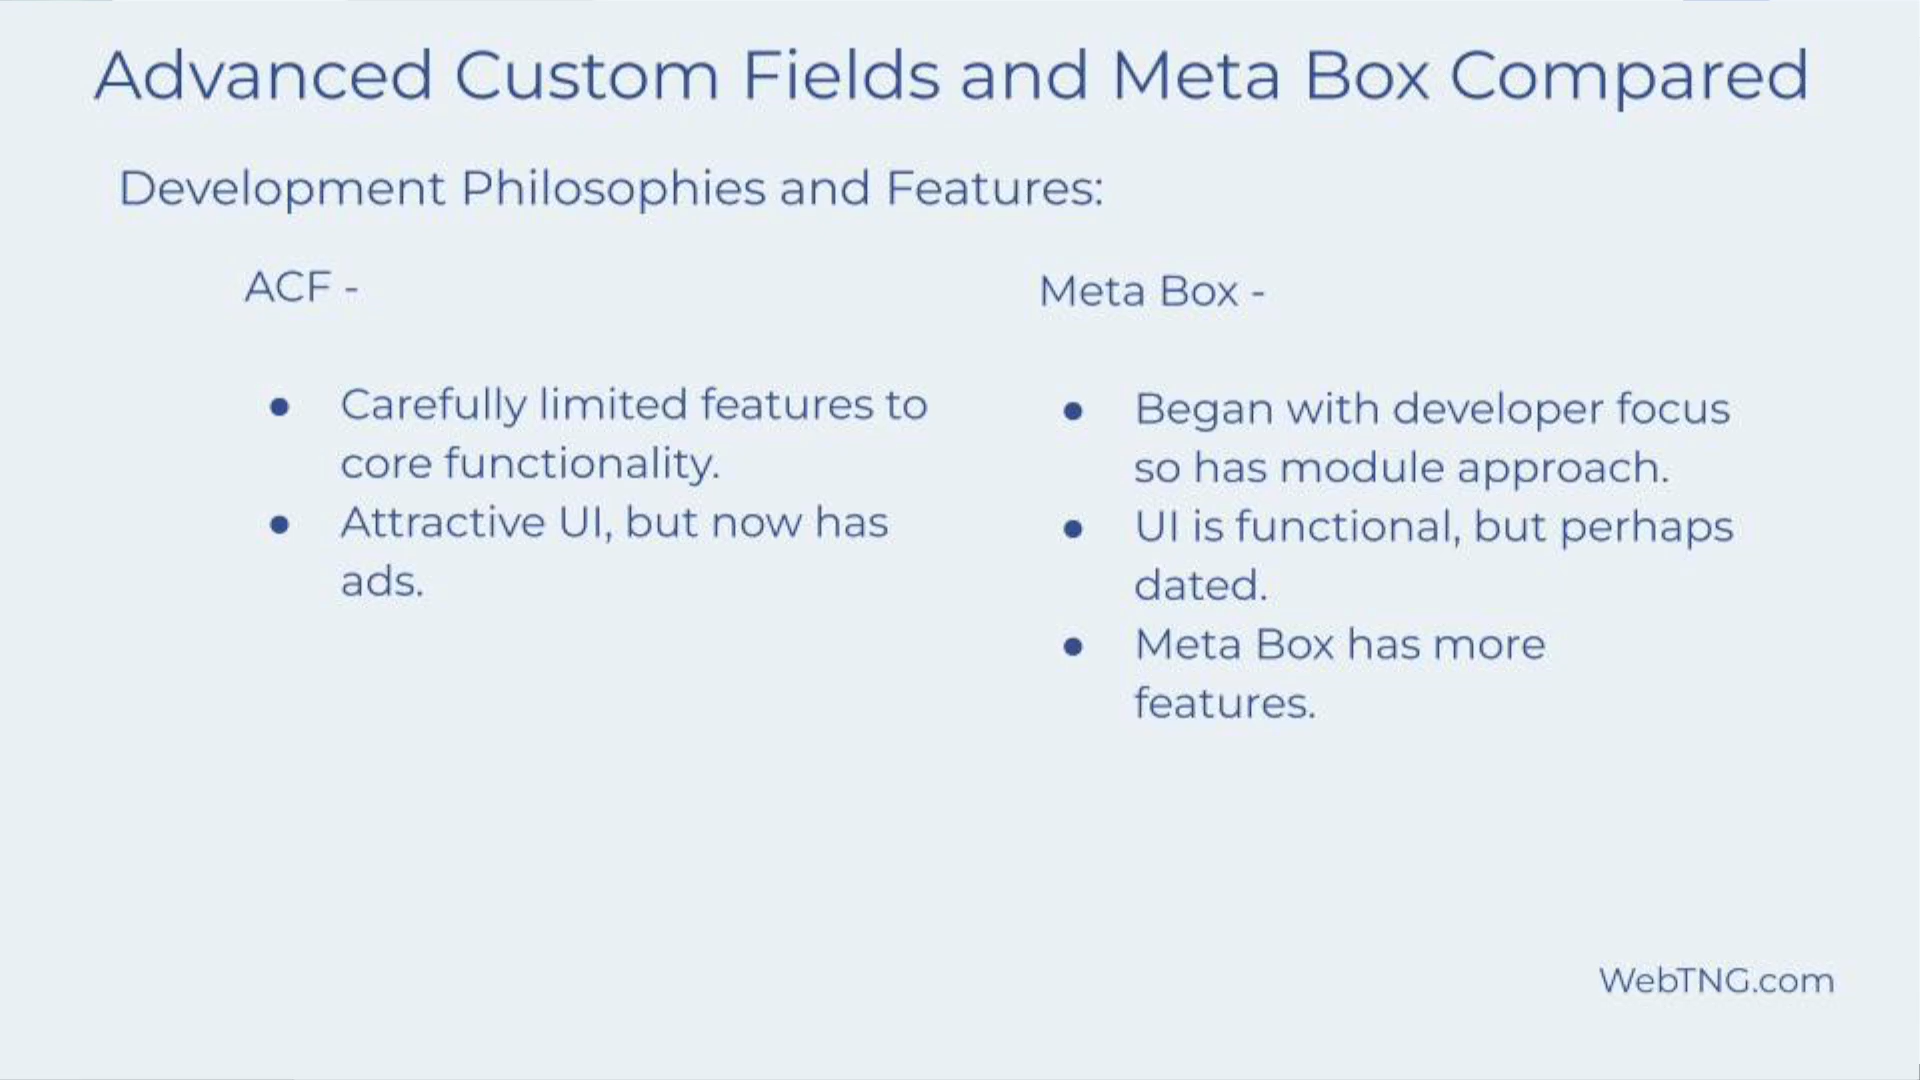 Advanced Custom Fields and Meta Box Compared
Development Philosophies and Features:
ACF -
● Carefully limited features to
core functionality.
● Attractive UI, but now has
ads.
Meta Box -
● Began with developer focus
so has module approach.
● UI is functional, but perhaps
dated.
● Meta Box has more
features.
WebTNG.com